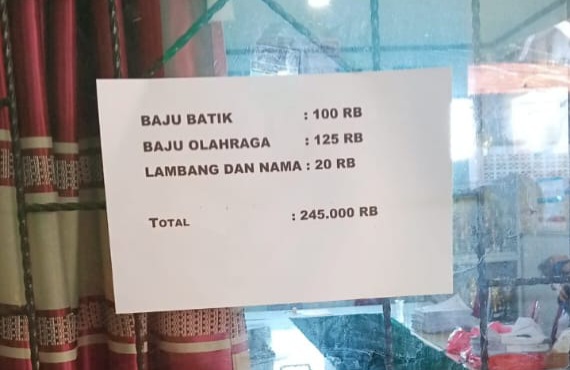 BAJU BATIK : 100 RB
BAJU OLAHRAGA : 125 RB
LAMBANG DAN NAMA : 20 RB
TOTAL : 245.000 RB